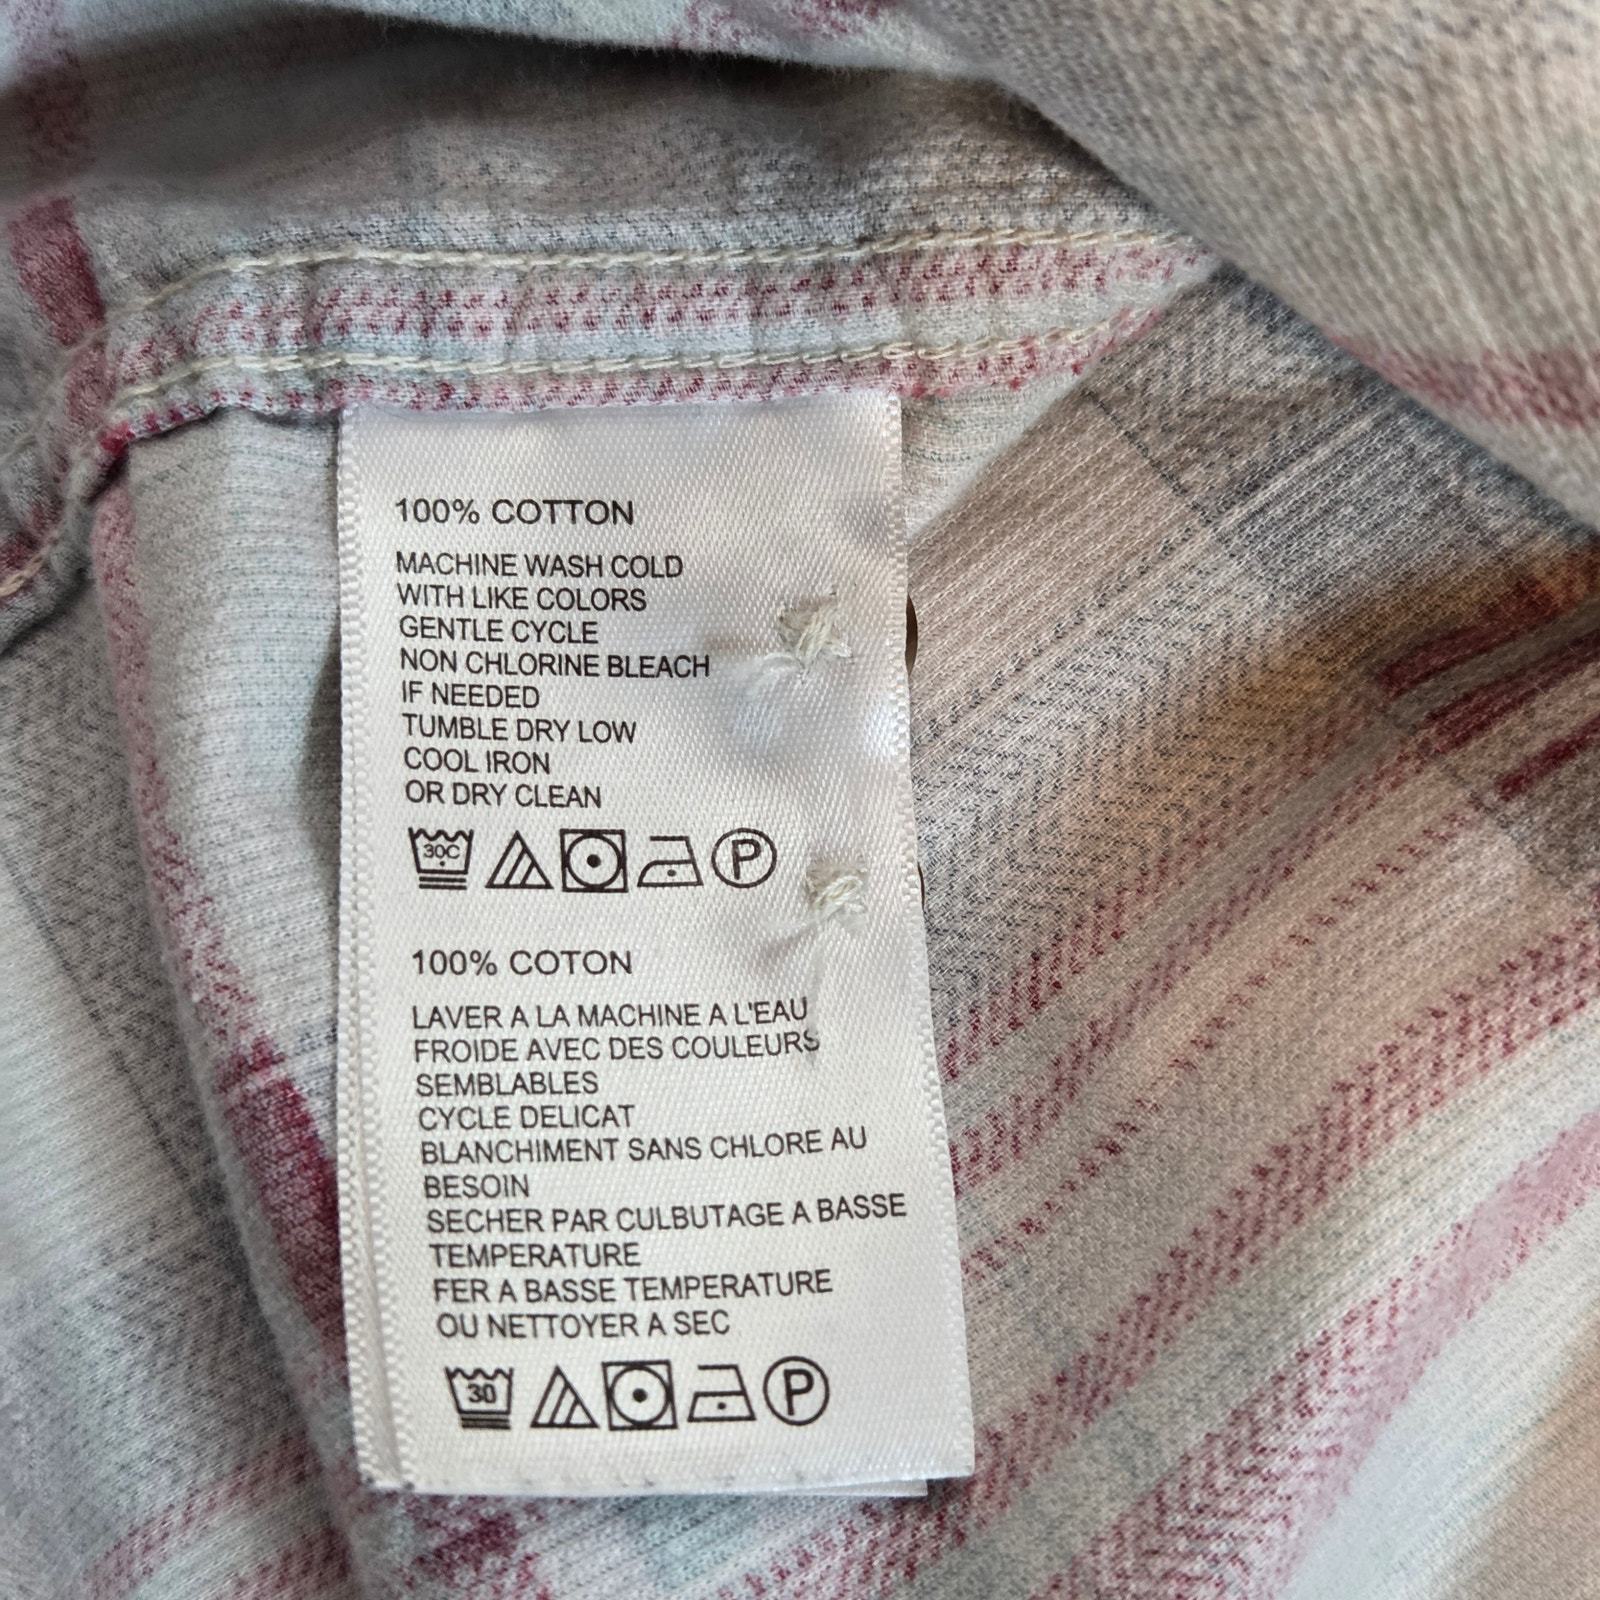 100% COTTON
MACHINE WASH COLD
WITH LIKE COLORS
GENTLE CYCLE
NON CHLORINE BLEACH
IF NEEDED
TUMBLE DRY LOW
COOL IRON
OR DRY CLEAN
30C P
100% COTON
LAVER A LA MACHINE A L'EAU
FROIDE AVEC DES COULEURS
SEMBLABLES
CYCLE DELICAT
BLANCHIMENT SANS CHLORE AU
BESOIN
SECHER PAR CULBUTAGE A BASSE
TEMPERATURE
FER A BASSE TEMPERATURE
OU NETTOYER A SEC
30 P